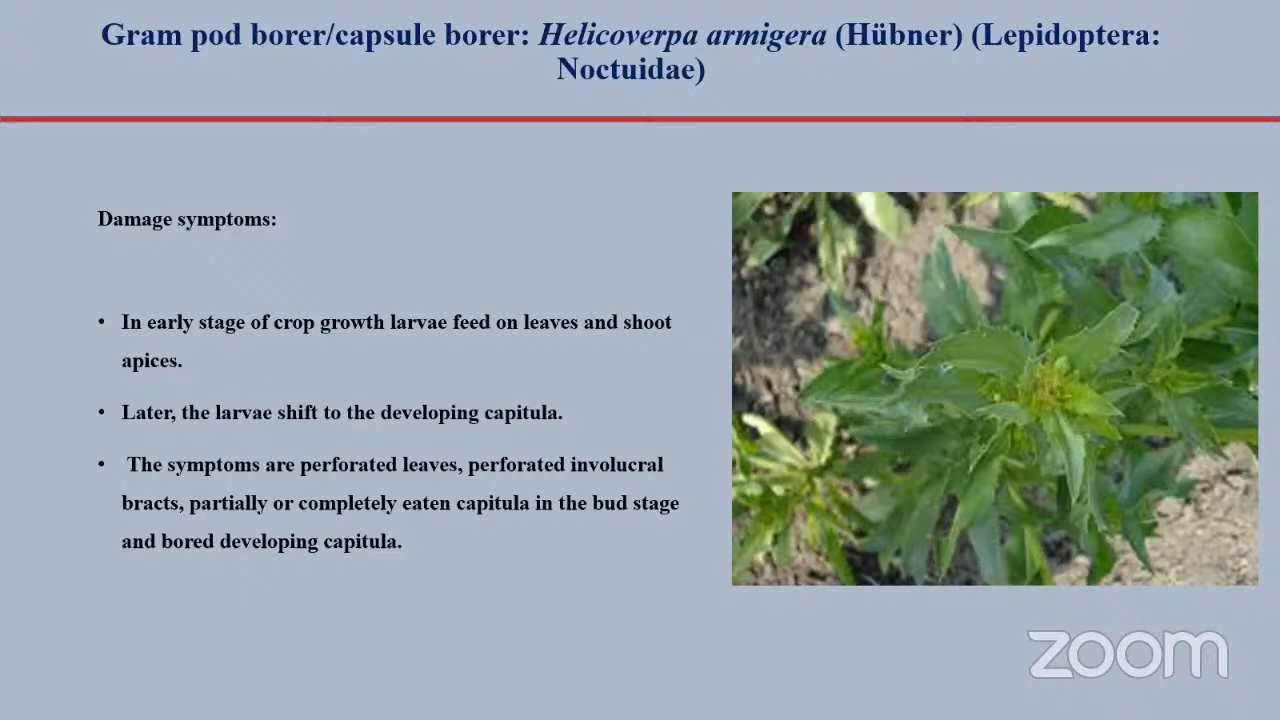 Gram pod borer/capsule borer: Helicoverpa armigera (Hübner) (Lepidoptera:
Noctuidae)
Damage symptoms:
• In early stage of crop growth larvae feed on leaves and shoot
apices.
• Later, the larvae shift to the developing capitula.
• The symptoms are perforated leaves, perforated involucral
bracts, partially or completely eaten capitula in the bud stage
and bored developing capitula.
zoom